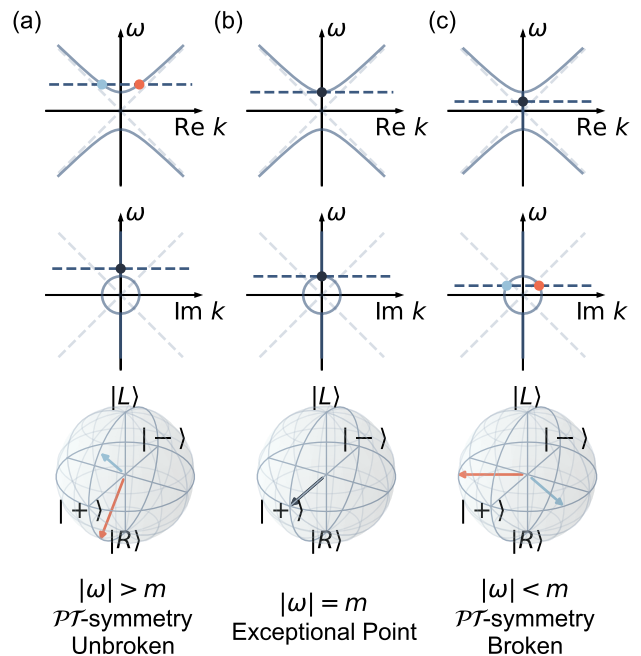 (a)
ω
Re k
ω
Im k
|L⟩
|−⟩
|+⟩
|R⟩
|ω| > m
𝒫𝒯-symmetry
Unbroken
(b)
ω
Re k
ω
Im k
|L⟩
|−⟩
|+⟩
|R⟩
|ω| = m
Exceptional Point
(c)
ω
Re k
ω
Im k
|L⟩
|−⟩
|+⟩
|R⟩
|ω| < m
𝒫𝒯-symmetry
Broken